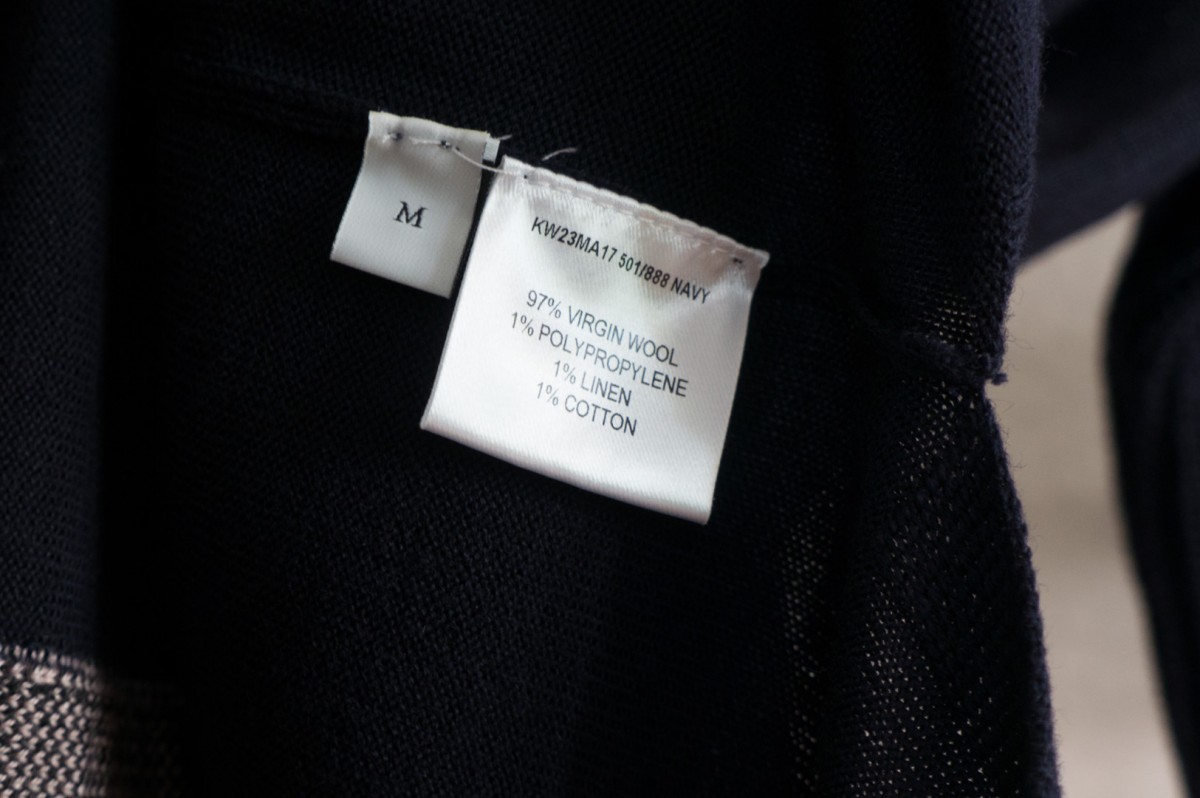 M
KW23MA17 501/888 NAVY
97% VIRGIN WOOL
1% POLYPROPYLENE
1% LINEN
1% COTTON